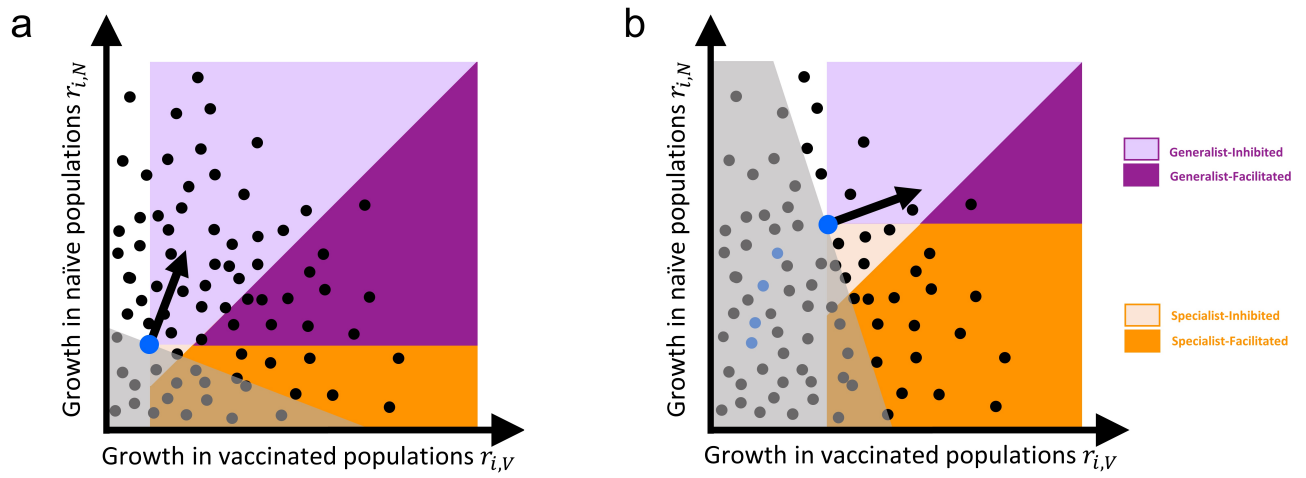 a
b
Growth in naïve populations r_{i,N}
Growth in naïve populations r_{i,N}
Generalist-Inhibited
Generalist-Facilitated
Specialist-Inhibited
Specialist-Facilitated
Growth in vaccinated populations r_{i,V}
Growth in vaccinated populations r_{i,V}